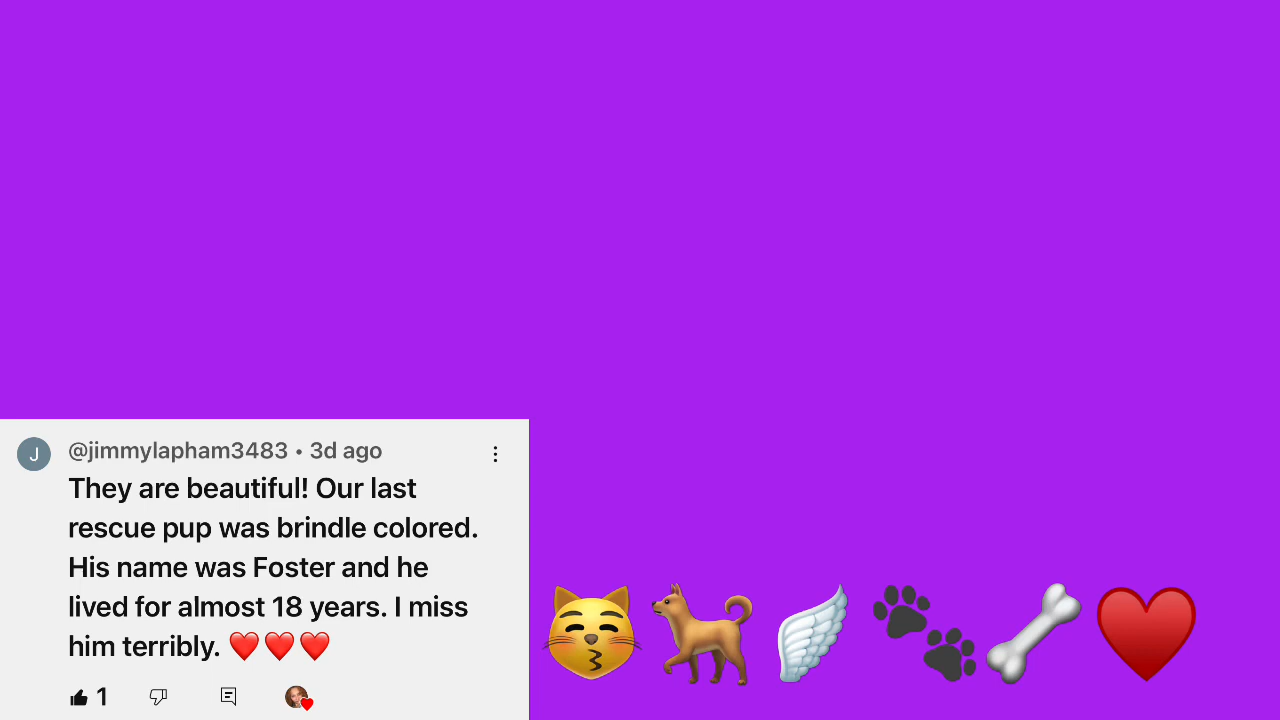 J
@jimmylapham3483 • 3d ago
They are beautiful! Our last
rescue pup was brindle colored.
His name was Foster and he
lived for almost 18 years. I miss
him terribly. ❤️❤️❤️
1